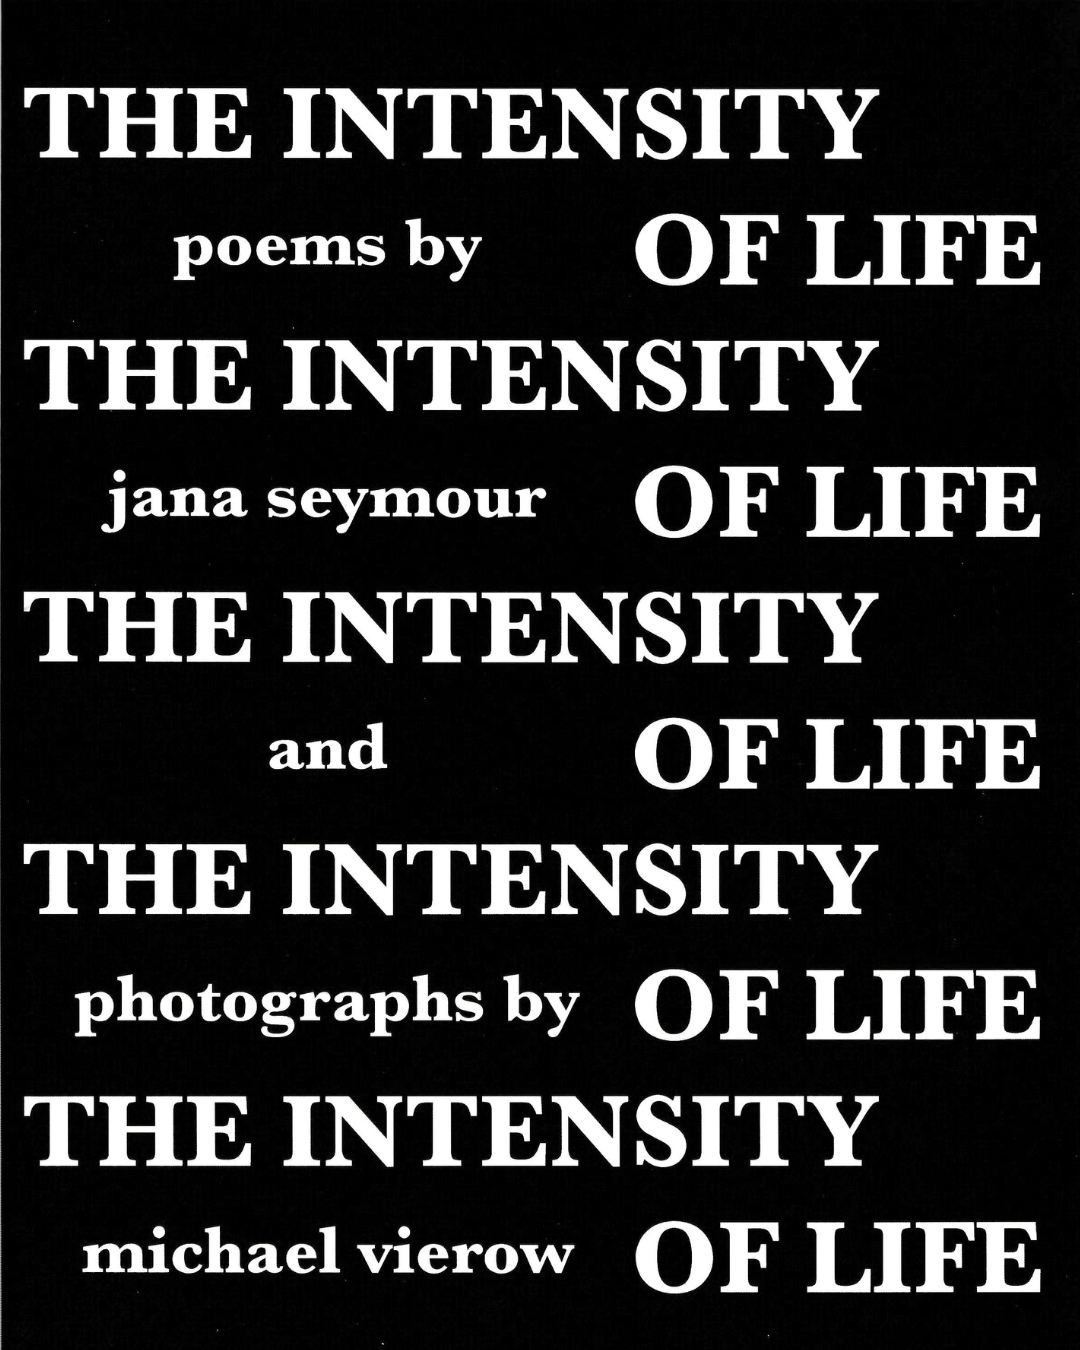 THE INTENSITY
poems by OF LIFE
THE INTENSITY
jana seymour OF LIFE
THE INTENSITY
and OF LIFE
THE INTENSITY
photographs by OF LIFE
THE INTENSITY
michael vierow OF LIFE